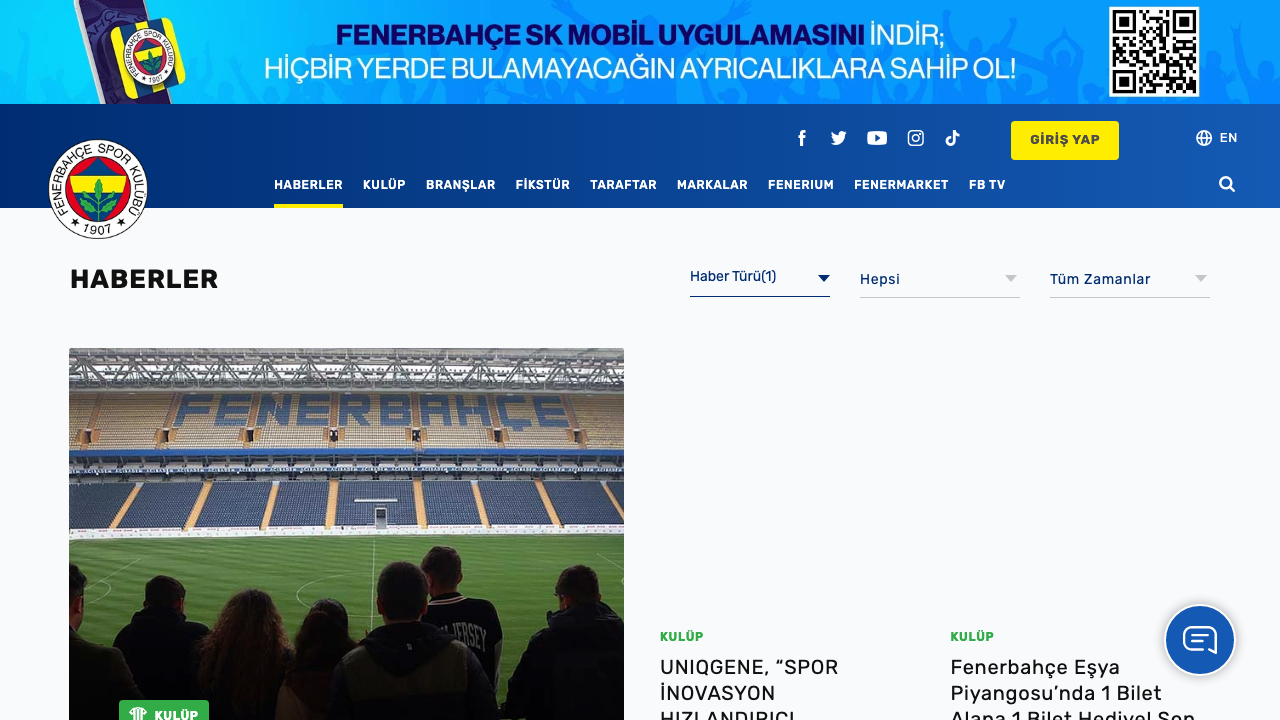 FENERBAHÇE SK MOBİL UYGULAMASINI İNDİR;
HİÇBİR YERDE BULAMAYACAĞIN AYRICALIKLARA SAHİP OL!
GİRİŞ YAP
EN
FENERBAHÇE SPOR KULÜBÜ
★ 1907 ★
HABERLER KULÜP BRANŞLAR FİKSTÜR TARAFTAR MARKALAR FENERIUM FENERMARKET FB TV
HABERLER
Haber Türü(1)
Hepsi
Tüm Zamanlar
FENERBAHÇE
JERSEY
KULÜP
KULÜP
UNIQGENE, “SPOR
İNOVASYON
HIZLANDIRICI
KULÜP
Fenerbahçe Eşya
Piyangosu’nda 1 Bilet
Alana 1 Bilet Hediye! Son